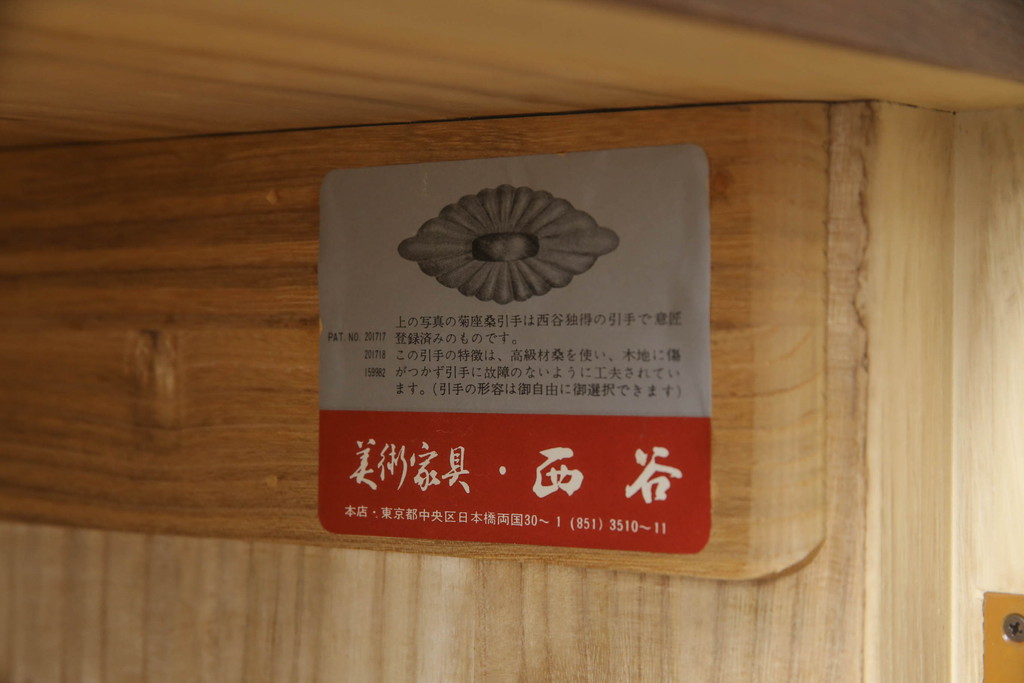 上の写真の菊座桑引手は西谷独得の引手で意匠
PAT. NO. 201717 登録済みのものです。
201718 この引手の特徴は、高級材桑を使い、木地に傷
159982 がつかず引手に故障のないように工夫されてい
ます。(引手の形容は御自由に御選択できます)
美術家具・西谷
本店・東京都中央区日本橋両国30~1 (851) 3510~11